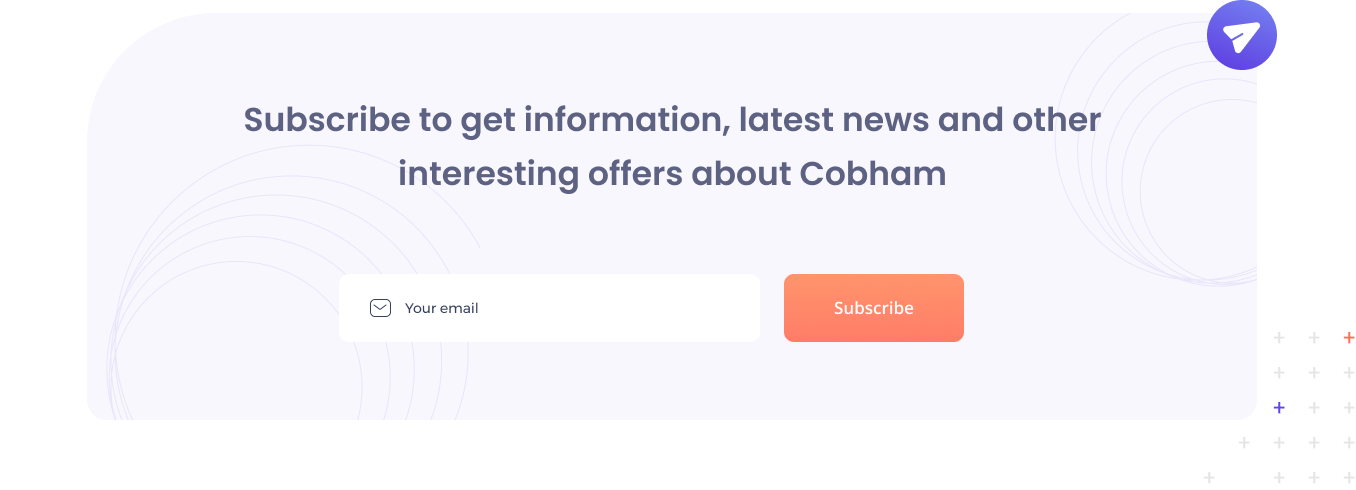 Subscribe to get information, latest news and other
interesting offers about Cobham
Your email
Subscribe